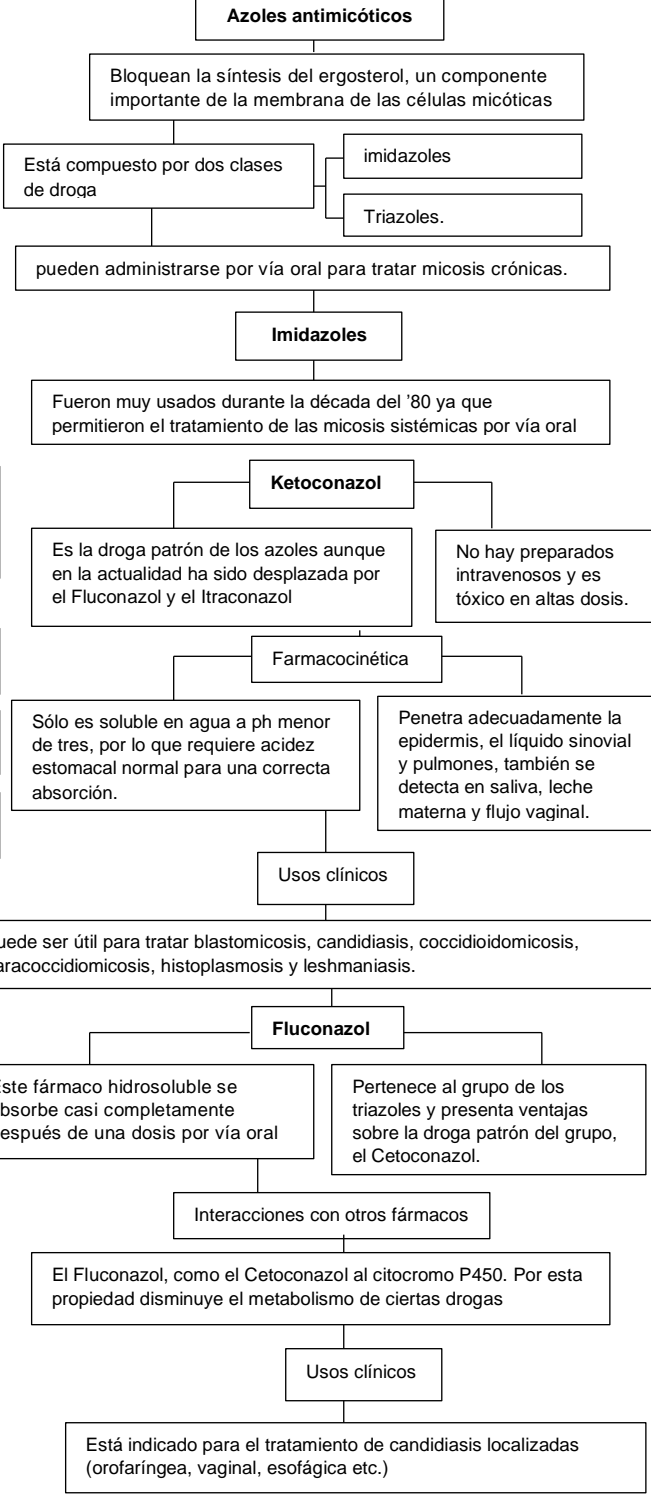 Azoles antimicóticos
Bloquean la síntesis del ergosterol, un componente
importante de la membrana de las células micóticas
Está compuesto por dos clases
de droga
imidazoles
Triazoles.
pueden administrarse por vía oral para tratar micosis crónicas.
Imidazoles
Fueron muy usados durante la década del ’80 ya que
permitieron el tratamiento de las micosis sistémicas por vía oral
Ketoconazol
Es la droga patrón de los azoles aunque
en la actualidad ha sido desplazada por
el Fluconazol y el Itraconazol
No hay preparados
intravenosos y es
tóxico en altas dosis.
Farmacocinética
Sólo es soluble en agua a ph menor
de tres, por lo que requiere acidez
estomacal normal para una correcta
absorción.
Penetra adecuadamente la
epidermis, el líquido sinovial
y pulmones, también se
detecta en saliva, leche
materna y flujo vaginal.
Usos clínicos
uede ser útil para tratar blastomicosis, candidiasis, coccidioidomicosis,
aracoccidiomicosis, histoplasmosis y leshmaniasis.
Fluconazol
Este fármaco hidrosoluble se
absorbe casi completamente
después de una dosis por vía oral
Pertenece al grupo de los
triazoles y presenta ventajas
sobre la droga patrón del grupo,
el Cetoconazol.
Interacciones con otros fármacos
El Fluconazol, como el Cetoconazol al citocromo P450. Por esta
propiedad disminuye el metabolismo de ciertas drogas
Usos clínicos
Está indicado para el tratamiento de candidiasis localizadas
(orofaríngea, vaginal, esofágica etc.)